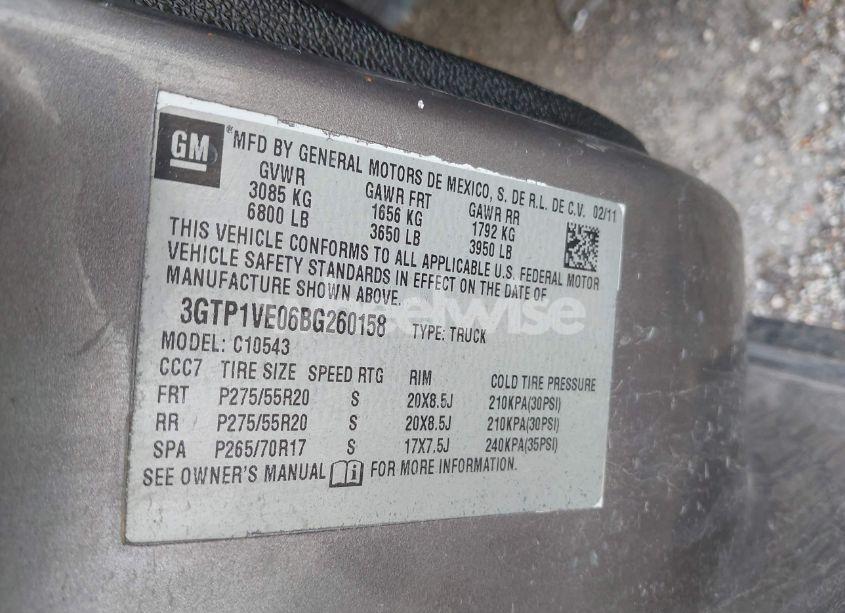 GM
® MFD BY GENERAL MOTORS DE MEXICO, S. DE R.L. DE C.V. 02/11
GVWR GAWR FRT GAWR RR
3085 KG 1656 KG 1792 KG
6800 LB 3650 LB 3950 LB
THIS VEHICLE CONFORMS TO ALL APPLICABLE U.S. FEDERAL MOTOR
VEHICLE SAFETY STANDARDS IN EFFECT ON THE DATE OF
MANUFACTURE SHOWN ABOVE.
3GTP1VE06BG260158 TYPE: TRUCK
MODEL: C10543
CCC7 TIRE SIZE SPEED RTG RIM COLD TIRE PRESSURE
FRT P275/55R20 S 20X8.5J 210KPA(30PSI)
RR P275/55R20 S 20X8.5J 210KPA(30PSI)
SPA P265/70R17 S 17X7.5J 240KPA(35PSI)
SEE OWNER'S MANUAL FOR MORE INFORMATION.